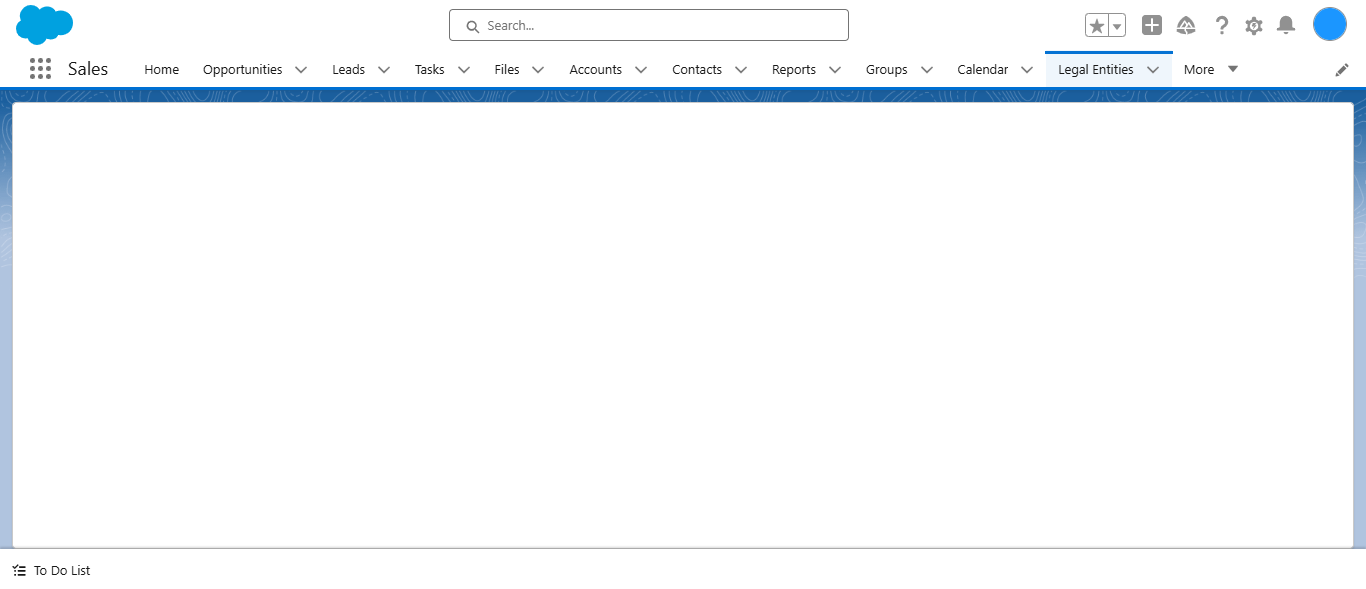 Search...
Sales Home Opportunities Leads Tasks Files Accounts Contacts Reports Groups Calendar Legal Entities More
To Do List